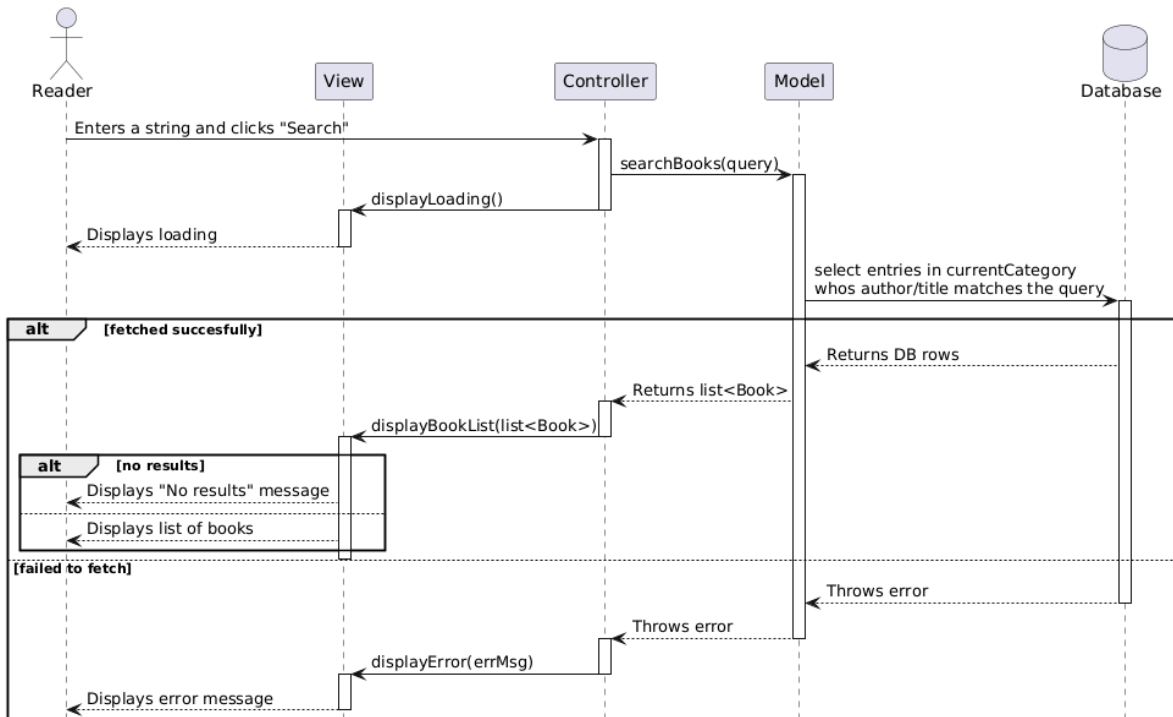 Reader
View
Controller
Model
Database
Enters a string and clicks "Search"
searchBooks(query)
displayLoading()
Displays loading
select entries in currentCategory
whos author/title matches the query
alt
[fetched succesfully]
Returns DB rows
Returns list<Book>
displayBookList(list<Book>)
alt
[no results]
Displays "No results" message
Displays list of books
[failed to fetch]
Throws error
Throws error
displayError(errMsg)
Displays error message